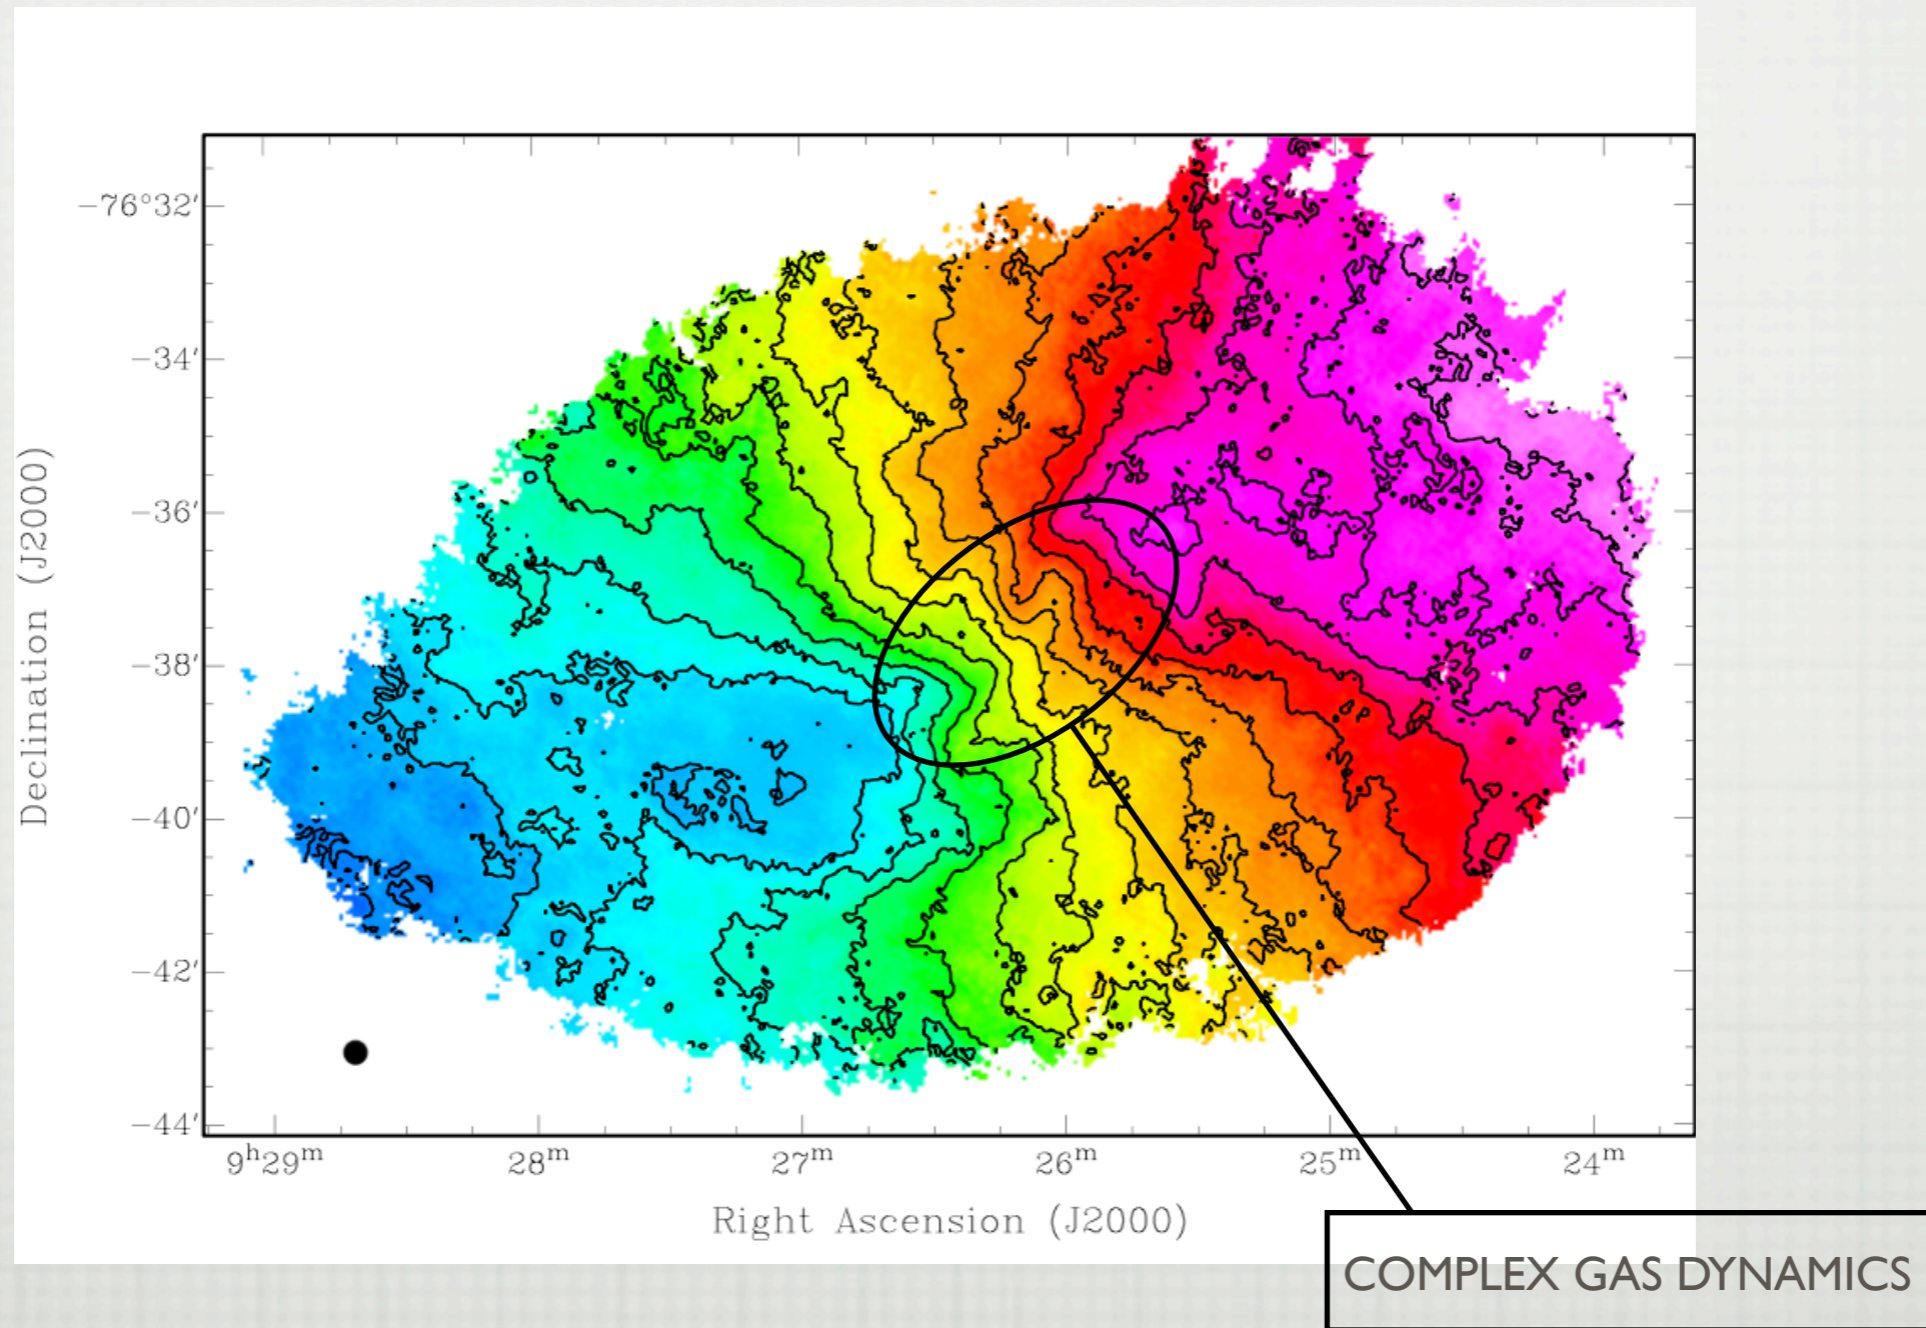 −76°32′
−34′
−36′
−38′
−40′
−42′
−44′
Declination (J2000)
9ʰ29ᵐ 28ᵐ 27ᵐ 26ᵐ 25ᵐ 24ᵐ
Right Ascension (J2000)
COMPLEX GAS DYNAMICS